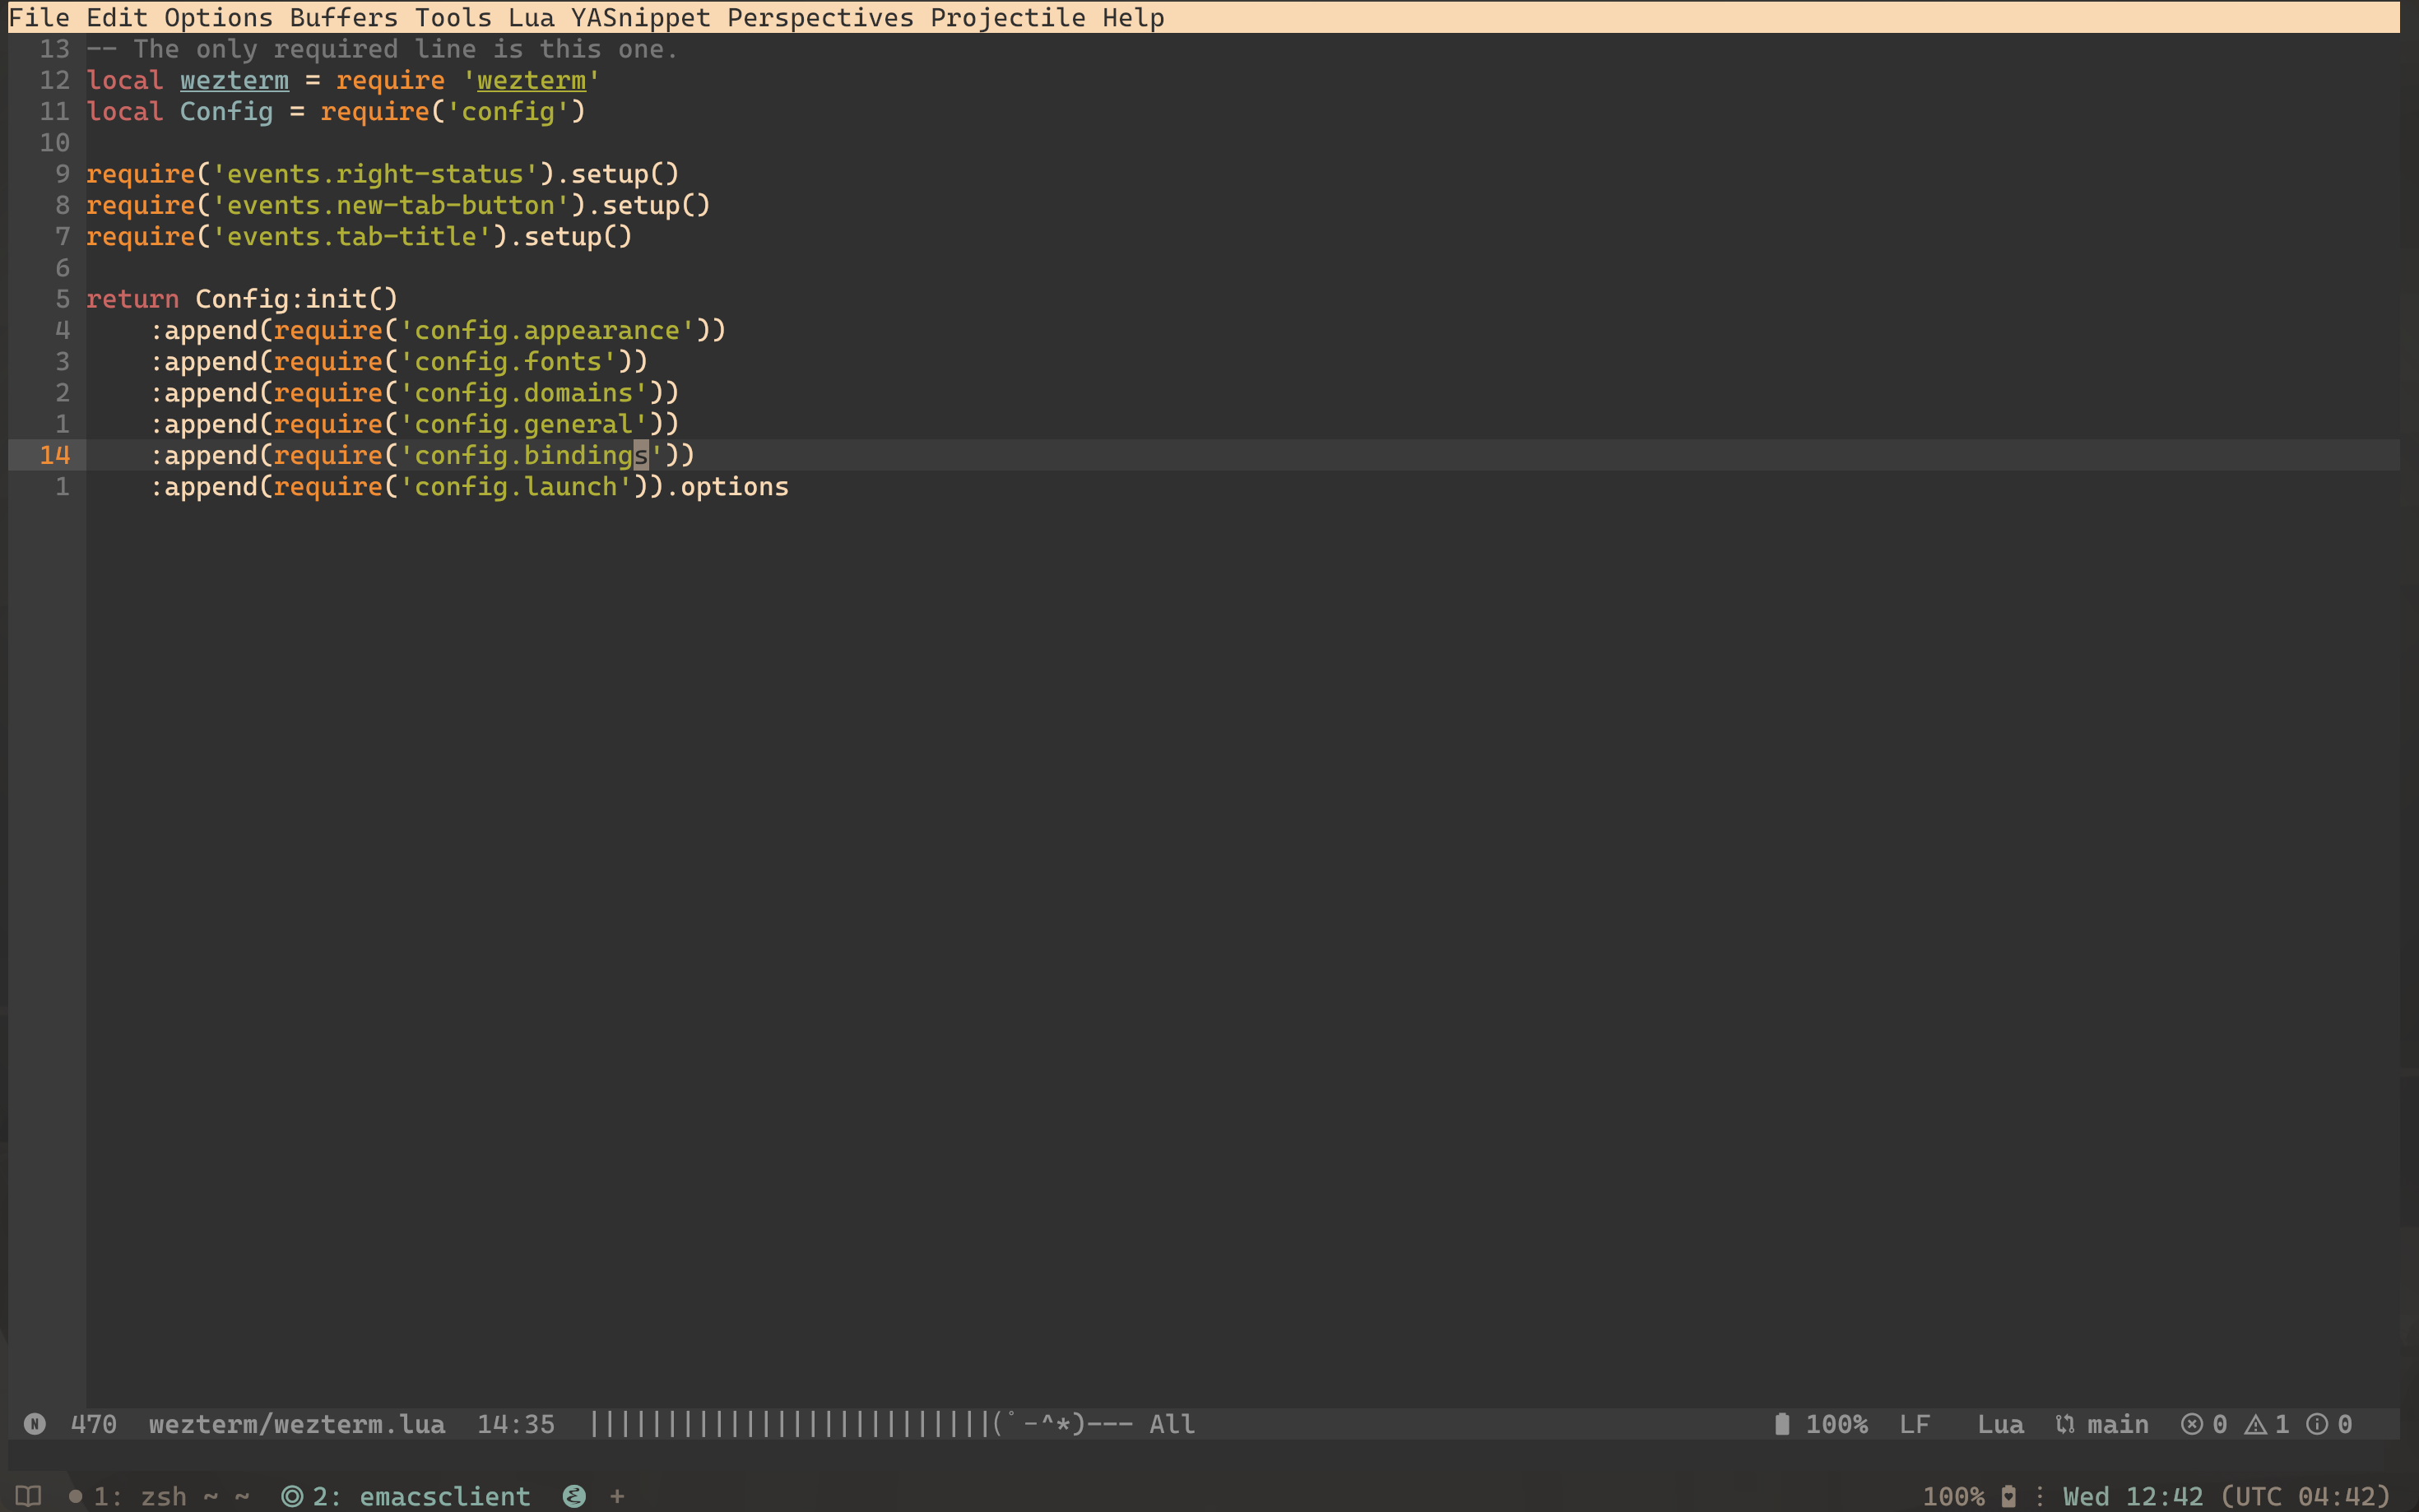 File Edit Options Buffers Tools Lua YASnippet Perspectives Projectile Help
13 -- The only required line is this one.
12 local wezterm = require 'wezterm'
11 local Config = require('config')
10
9 require('events.right-status').setup()
8 require('events.new-tab-button').setup()
7 require('events.tab-title').setup()
6
5 return Config:init()
4     :append(require('config.appearance'))
3     :append(require('config.fonts'))
2     :append(require('config.domains'))
1     :append(require('config.general'))
14     :append(require('config.bindings'))
1     :append(require('config.launch')).options
N 470 wezterm/wezterm.lua 14:35 ||||||||||||||||||||||||||(ﾟ-^*)--- All 100% LF Lua main 0 1 0
1: zsh ~ ~ 2: emacsclient + 100% : Wed 12:42 (UTC 04:42)